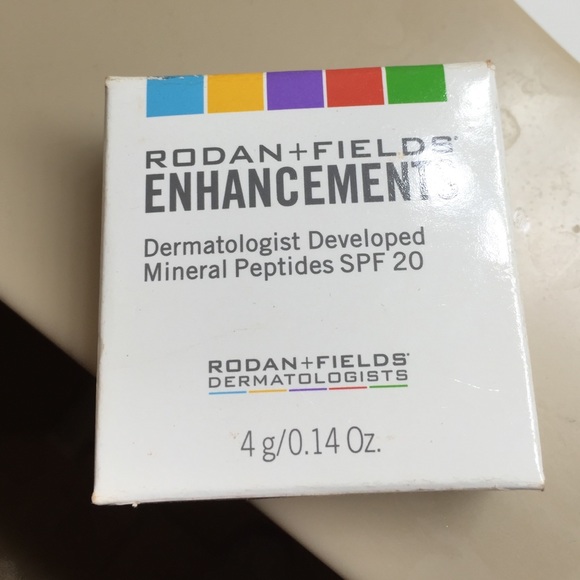 RODAN+FIELDS
ENHANCEMENTS
Dermatologist Developed
Mineral Peptides SPF 20
RODAN+FIELDS
DERMATOLOGISTS
4 g/0.14 Oz.